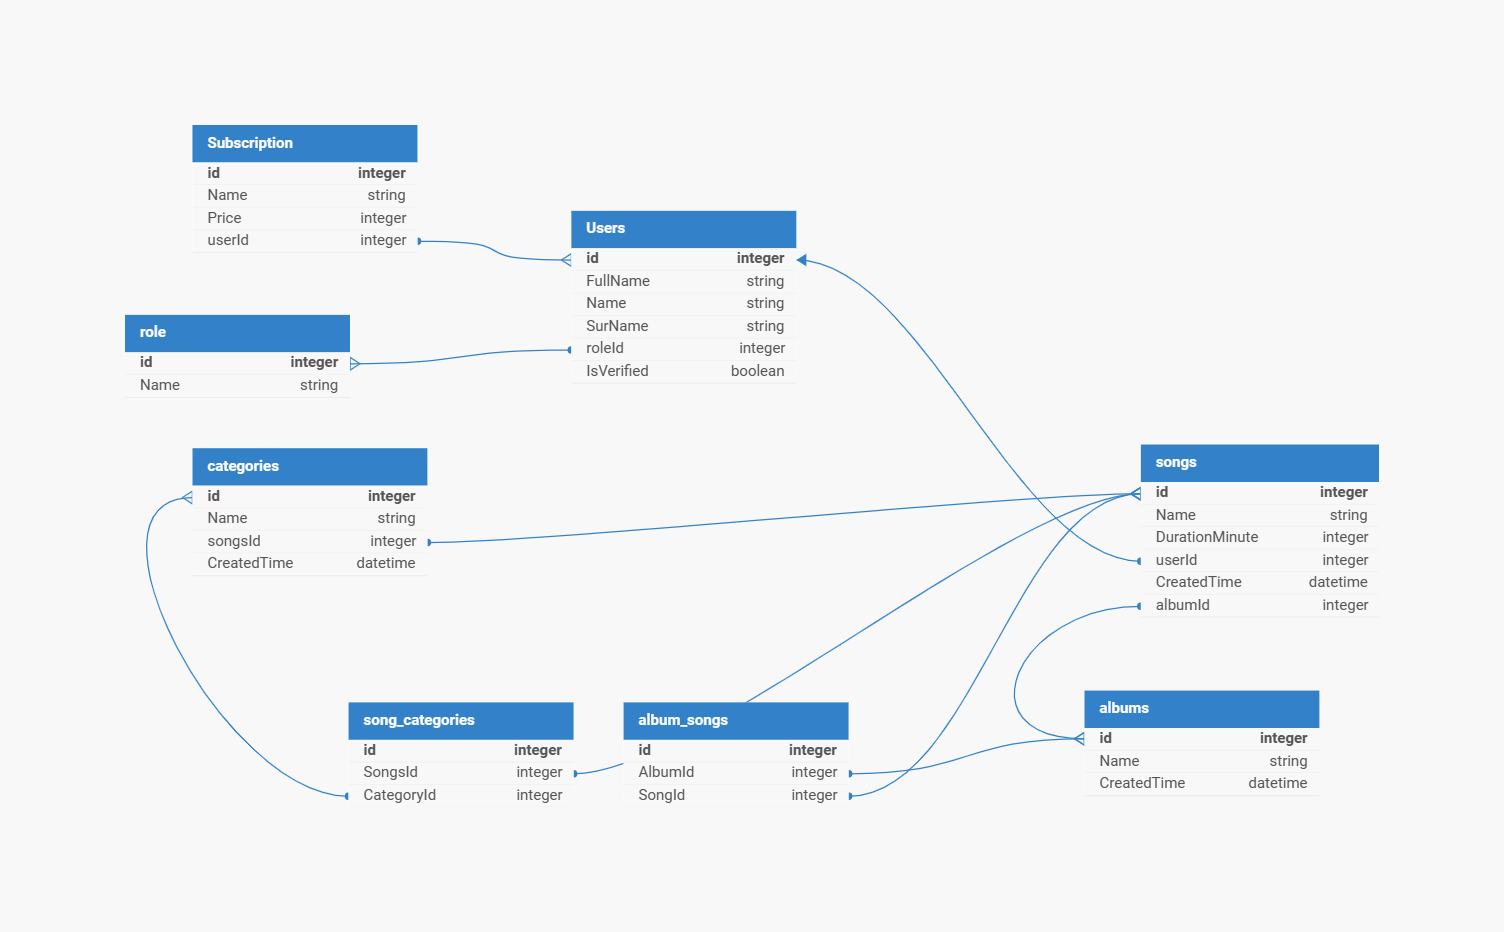 Subscription
id integer
Name string
Price integer
userId integer
Users
id integer
FullName string
Name string
SurName string
roleId integer
IsVerified boolean
role
id integer
Name string
categories
id integer
Name string
songsId integer
CreatedTime datetime
songs
id integer
Name string
DurationMinute integer
userId integer
CreatedTime datetime
albumId integer
song_categories
id integer
SongsId integer
CategoryId integer
album_songs
id integer
AlbumId integer
SongId integer
albums
id integer
Name string
CreatedTime datetime